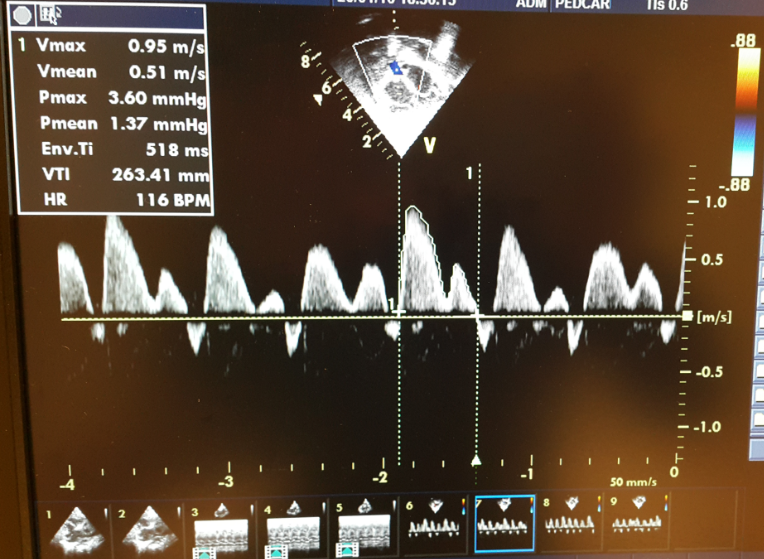 ADM PEDCAR TIs 0.6
1 Vmax 0.95 m/s
Vmean 0.51 m/s
Pmax 3.60 mmHg
Pmean 1.37 mmHg
Env.Ti 518 ms
VTI 263.41 mm
HR 116 BPM
8
6
4
2
V
.88
-.88
1
1.0
0.5
1
[m/s]
-0.5
-1.0
-4 -3 -2 -1 0
50 mm/s
1 2 3 4 5 6 7 8 9